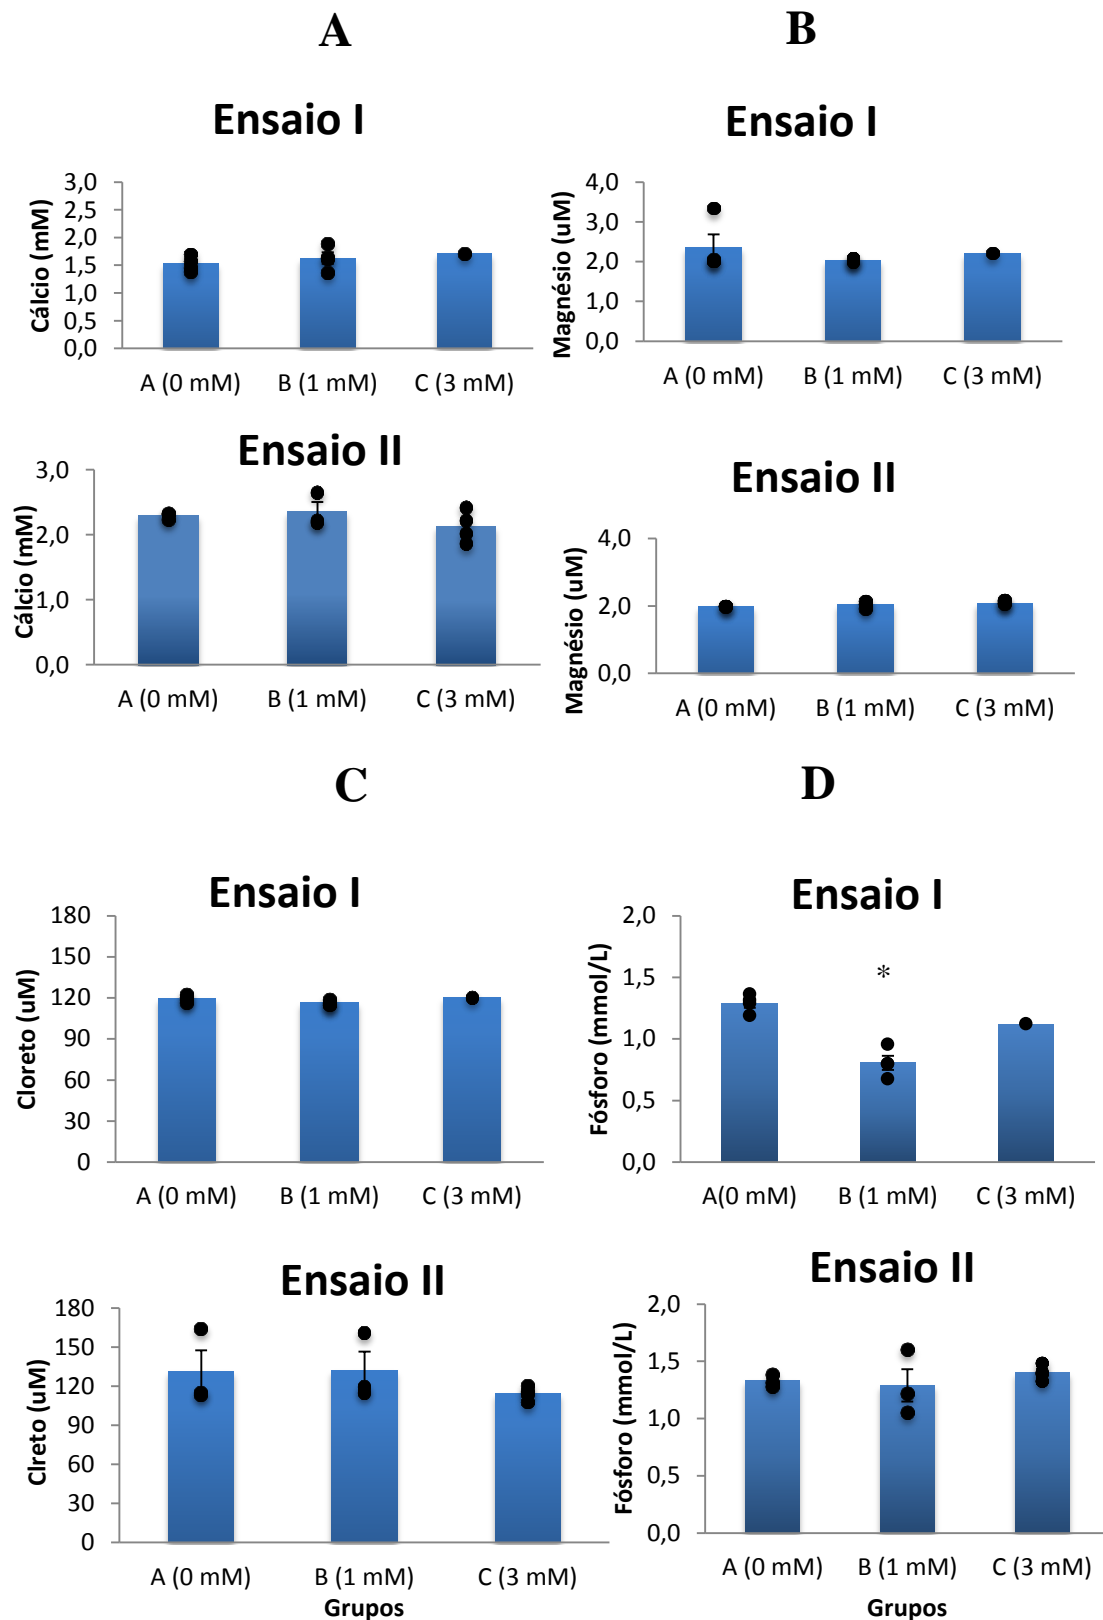 A
B
Ensaio I
Cálcio (mM)
3,0
2,5
2,0
1,5
1,0
0,5
0,0
A (0 mM) B (1 mM) C (3 mM)
Ensaio I
Magnésio (uM)
4,0
3,0
2,0
1,0
0,0
A (0 mM) B (1 mM) C (3 mM)
Ensaio II
Cálcio (mM)
3,0
2,0
1,0
0,0
A (0 mM) B (1 mM) C (3 mM)
Ensaio II
Magnésio (uM)
4,0
2,0
0,0
A (0 mM) B (1 mM) C (3 mM)
C
D
Ensaio I
Cloreto (uM)
180
150
120
90
60
30
0
A (0 mM) B (1 mM) C (3 mM)
Ensaio I
Fósforo (mmol/L)
2,0
1,5
1,0
0,5
0,0
*
A(0 mM) B (1 mM) C (3 mM)
Ensaio II
Clreto (uM)
180
150
120
90
60
30
0
A (0 mM) B (1 mM) C (3 mM)
Grupos
Ensaio II
Fósforo (mmol/L)
2,0
1,5
1,0
0,5
0,0
A (0 mM) B (1 mM) C (3 mM)
Grupos